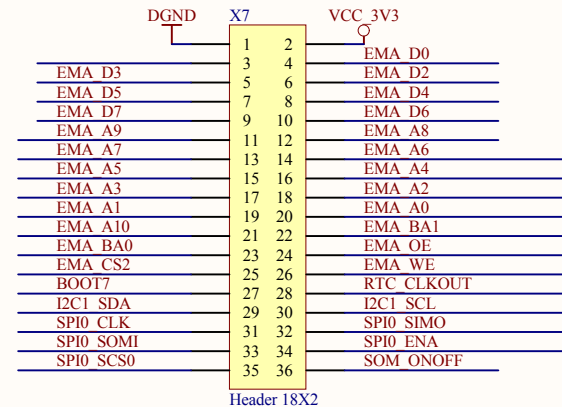 DGND X7 VCC_3V3
1 2
EMA_D0
3 4
EMA_D3 EMA_D2
5 6
EMA_D5 EMA_D4
7 8
EMA_D7 EMA_D6
9 10
EMA_A9 EMA_A8
11 12
EMA_A7 EMA_A6
13 14
EMA_A5 EMA_A4
15 16
EMA_A3 EMA_A2
17 18
EMA_A1 EMA_A0
19 20
EMA_A10 EMA_BA1
21 22
EMA_BA0 EMA_OE
23 24
EMA_CS2 EMA_WE
25 26
BOOT7 RTC_CLKOUT
27 28
I2C1_SDA I2C1_SCL
29 30
SPI0_CLK SPI0_SIMO
31 32
SPI0_SOMI SPI0_ENA
33 34
SPI0_SCS0 SOM_ONOFF
35 36
Header 18X2